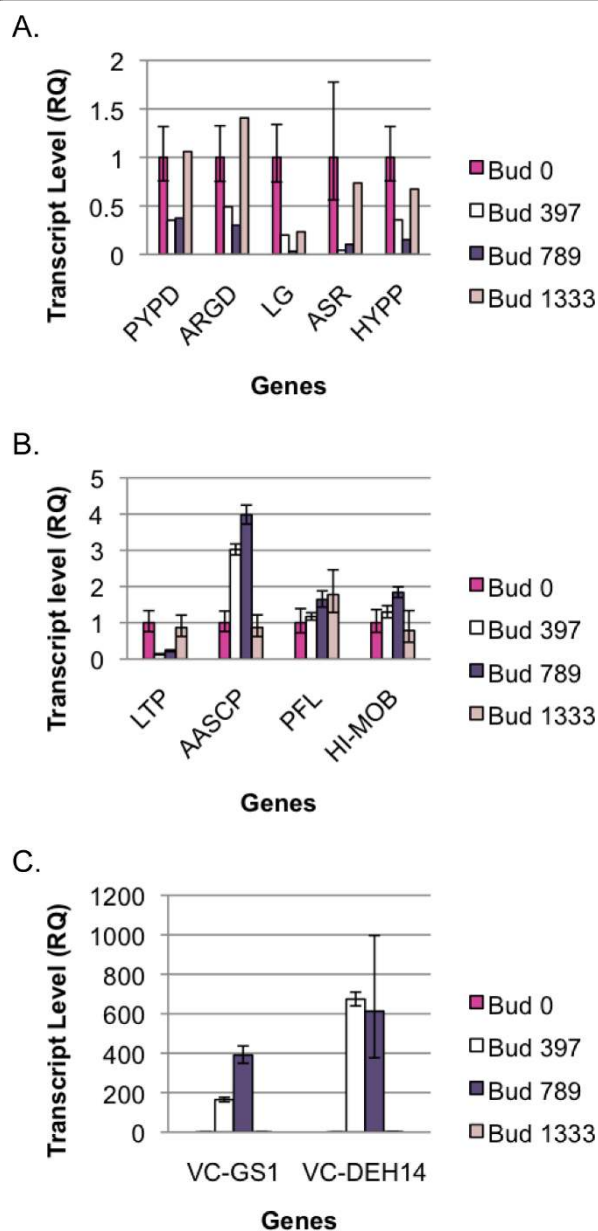 A.
Transcript Level (RQ)
2
1.5
1
0.5
0
PYPD ARGD LG ASR HYPP
Genes
Bud 0
Bud 397
Bud 789
Bud 1333
B.
Transcript level (RQ)
5
4
3
2
1
0
LTP AASCP PFL HI-MOB
Genes
Bud 0
Bud 397
Bud 789
Bud 1333
C.
Transcript Level (RQ)
1200
1000
800
600
400
200
0
VC-GS1 VC-DEH14
Genes
Bud 0
Bud 397
Bud 789
Bud 1333